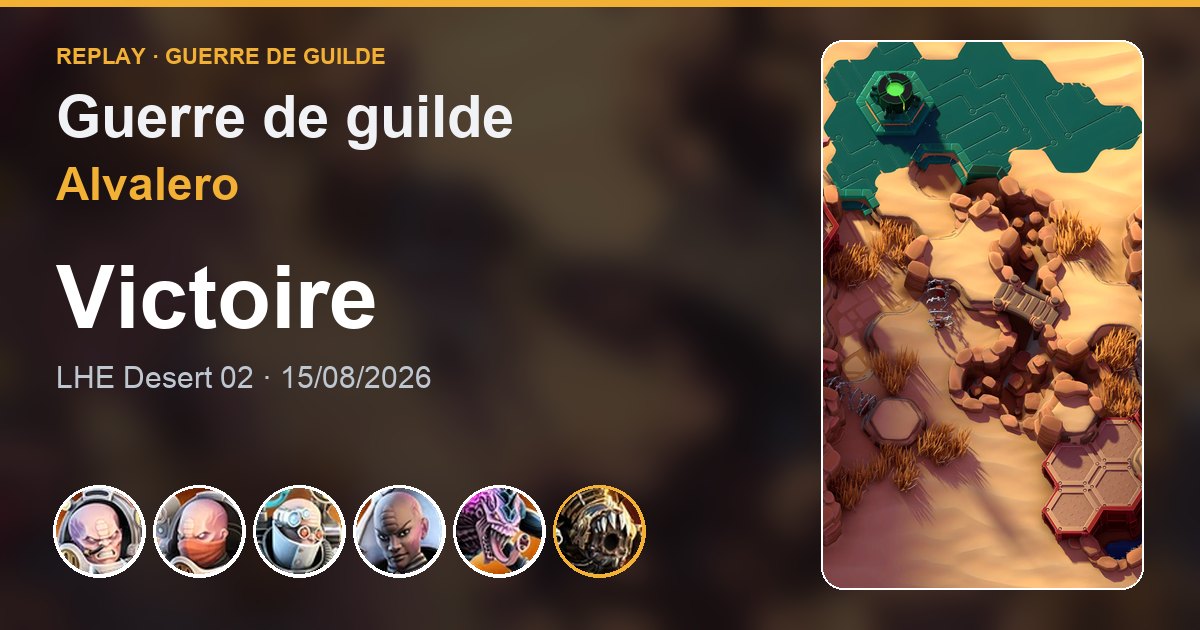 REPLAY · GUERRE DE GUILDE
Guerre de guilde
Alvalero
Victoire
LHE Desert 02 · 15/08/2026